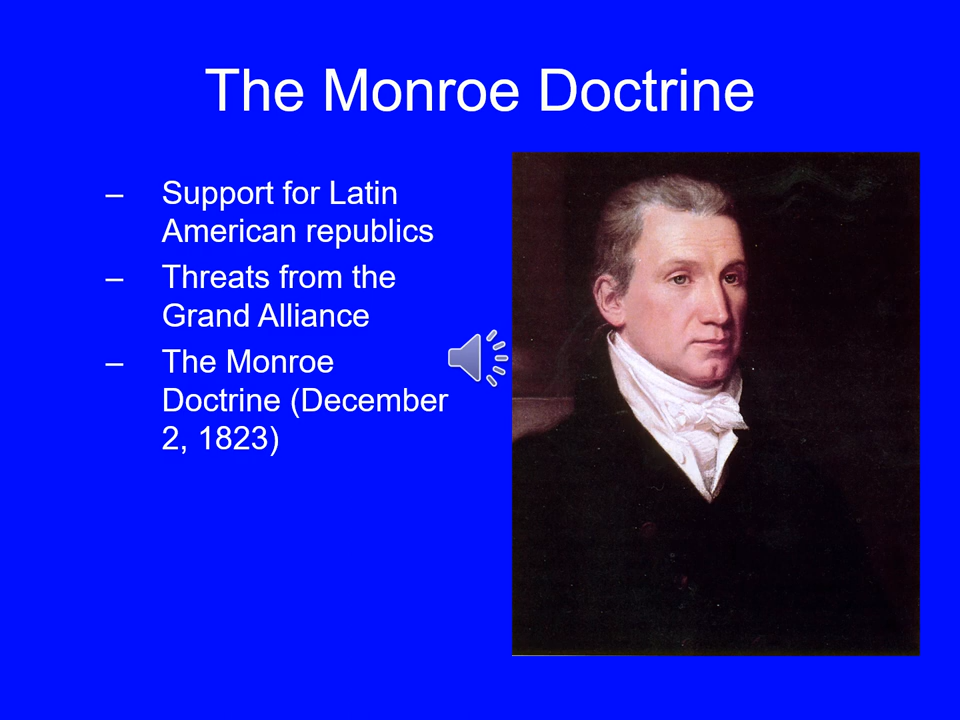 The Monroe Doctrine
– Support for Latin
American republics
– Threats from the
Grand Alliance
– The Monroe
Doctrine (December
2, 1823)